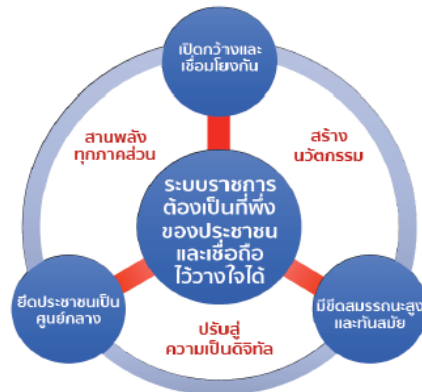 เปิดกว้างและ
เชื่อมโยงกัน
สานพลัง
ทุกภาคส่วน
สร้าง
นวัตกรรม
ระบบราชการ
ต้องเป็นที่พึ่ง
ของประชาชน
และเชื่อถือ
ไว้วางใจได้
ยึดประชาชนเป็น
ศูนย์กลาง
มีขีดสมรรถนะสูง
และทันสมัย
ปรับสู่
ความเป็นดิจิทัล